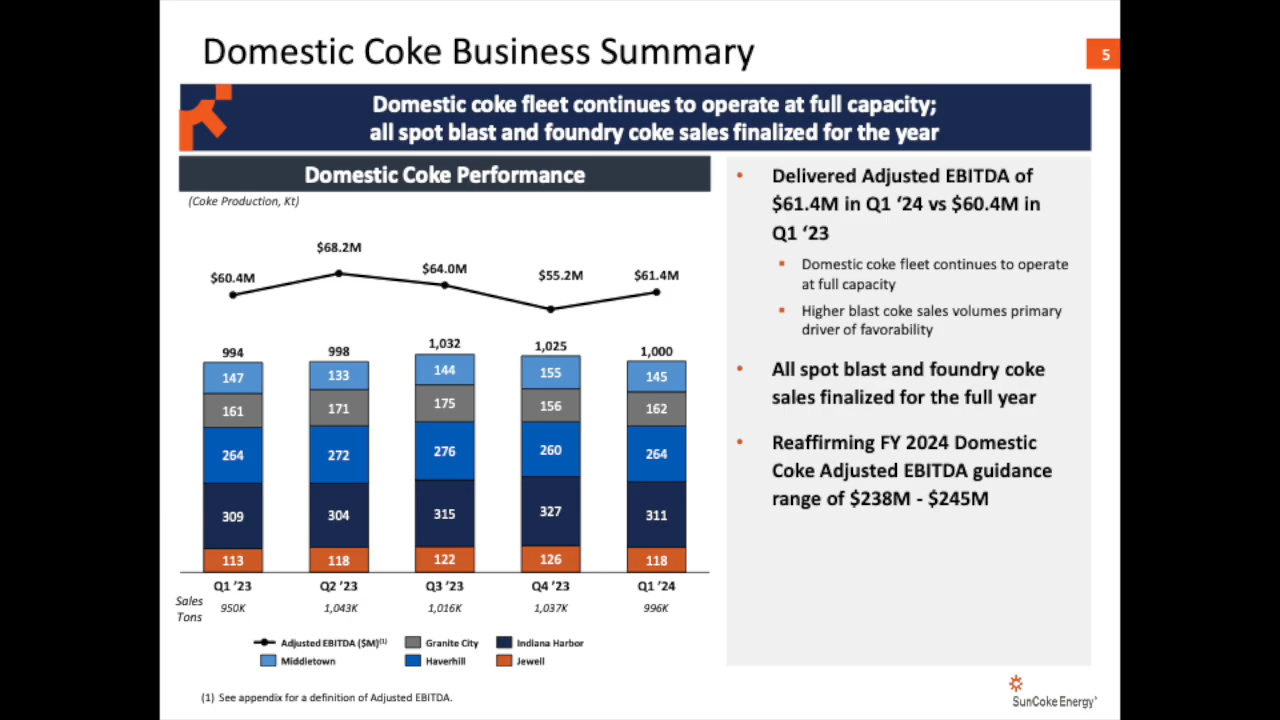 Domestic Coke Business Summary
5
Domestic coke fleet continues to operate at full capacity;
all spot blast and foundry coke sales finalized for the year
Domestic Coke Performance
(Coke Production, Kt)
$60.4M
$68.2M
$64.0M
$55.2M
$61.4M
994
998
1,032
1,025
1,000
147
133
144
155
145
161
171
175
156
162
264
272
276
260
264
309
304
315
327
311
113
118
122
126
118
Q1 '23
Q2 '23
Q3 '23
Q4 '23
Q1 '24
Sales
Tons
950K
1,043K
1,016K
1,037K
996K
Adjusted EBITDA ($M)(1)
Granite City
Indiana Harbor
Middletown
Haverhill
Jewell
(1) See appendix for a definition of Adjusted EBITDA.
• Delivered Adjusted EBITDA of
$61.4M in Q1 ‘24 vs $60.4M in
Q1 ‘23
▪ Domestic coke fleet continues to operate
at full capacity
▪ Higher blast coke sales volumes primary
driver of favorability
• All spot blast and foundry coke
sales finalized for the full year
• Reaffirming FY 2024 Domestic
Coke Adjusted EBITDA guidance
range of $238M - $245M
SunCoke Energy